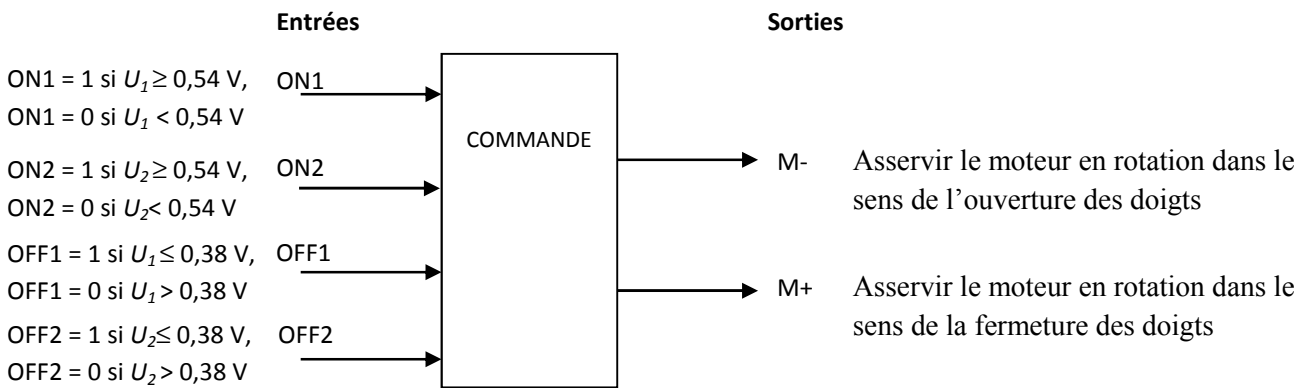 Entrées
Sorties
ON1 = 1 si U₁ ≥ 0,54 V,
ON1 = 0 si U₁ < 0,54 V
ON1
ON2 = 1 si U₂ ≥ 0,54 V,
ON2 = 0 si U₂< 0,54 V
ON2
OFF1 = 1 si U₁ ≤ 0,38 V,
OFF1 = 0 si U₁ > 0,38 V
OFF1
OFF2 = 1 si U₂ ≤ 0,38 V,
OFF2 = 0 si U₂ > 0,38 V
OFF2
COMMANDE
M- Asservir le moteur en rotation dans le
sens de l’ouverture des doigts
M+ Asservir le moteur en rotation dans le
sens de la fermeture des doigts